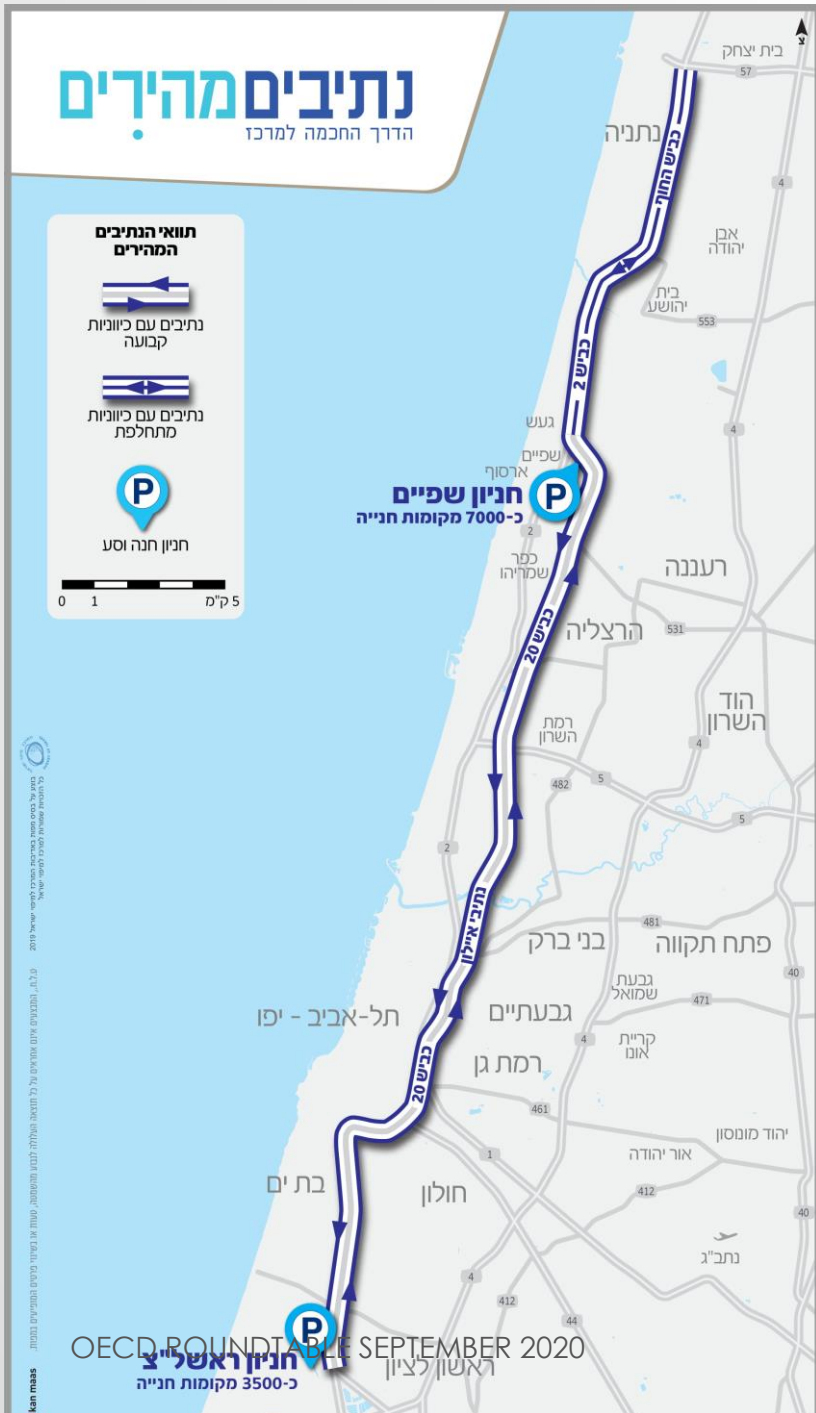 נתיבים מהירים
הדרך החכמה למרכז
צ
תוואי הנתיבים
המהירים
נתיבים עם כיווניות
קבועה
נתיבים עם כיווניות
מתחלפת
P
חניון חנה וסע
0 1 5 ק"מ
בית יצחק
57
נתניה
כביש החוף
4
אבן
יהודה
בית
יהושע
553
כביש 2
4
געש
שפיים
ארסוף
P
חניון שפיים
כ-7000 מקומות חנייה
2
כפר
שמריהו
רעננה
הרצליה
531
כביש 20
הוד
השרון
רמת
השרון
4
482
5
5
2
נתיבי איילון
481
בני ברק
פתח תקווה
40
גבעת
שמואל
471
גבעתיים
תל-אביב - יפו
4
קריית
אונו
רמת גן
כביש 20
461
יהוד מונוסון
1
אור יהודה
בת ים
חולון
412
40
נתב"ג
4
412
44
P
OECD ROUNDTABLE SEPTEMBER 2020
חניון ראשל"צ
ראשון לציון
כ-3500 מקומות חנייה
kan maas